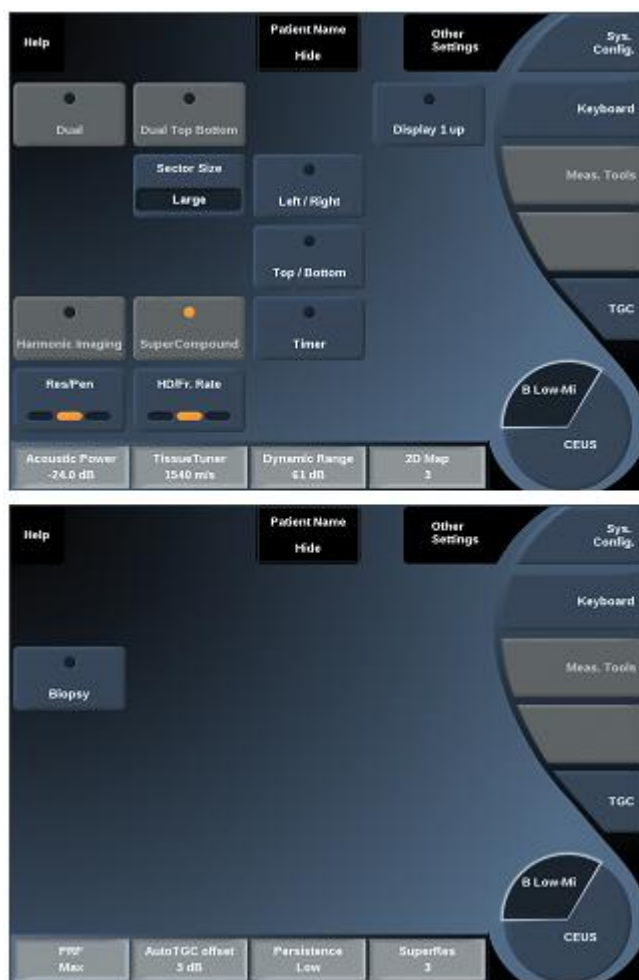 Help
Patient Name
Hide
Other
Settings
Sys.
Config.
Dual
Dual Top Bottom
Display 1 up
Keyboard
Sector Size
Large
Left / Right
Meas. Tools
Top / Bottom
Harmonic Imaging
SuperCompound
Timer
TGC
Res/Pen
HD/Fr. Rate
B Low-Mi
CEUS
Acoustic Power
-24.0 dB
TissueTuner
1540 m/s
Dynamic Range
61 dB
2D Map
3
Help
Patient Name
Hide
Other
Settings
Sys.
Config.
Keyboard
Biopsy
Meas. Tools
TGC
B Low-Mi
CEUS
PRF
Max
AutoTGC offset
3 dB
Persistence
Low
SuperRes
3